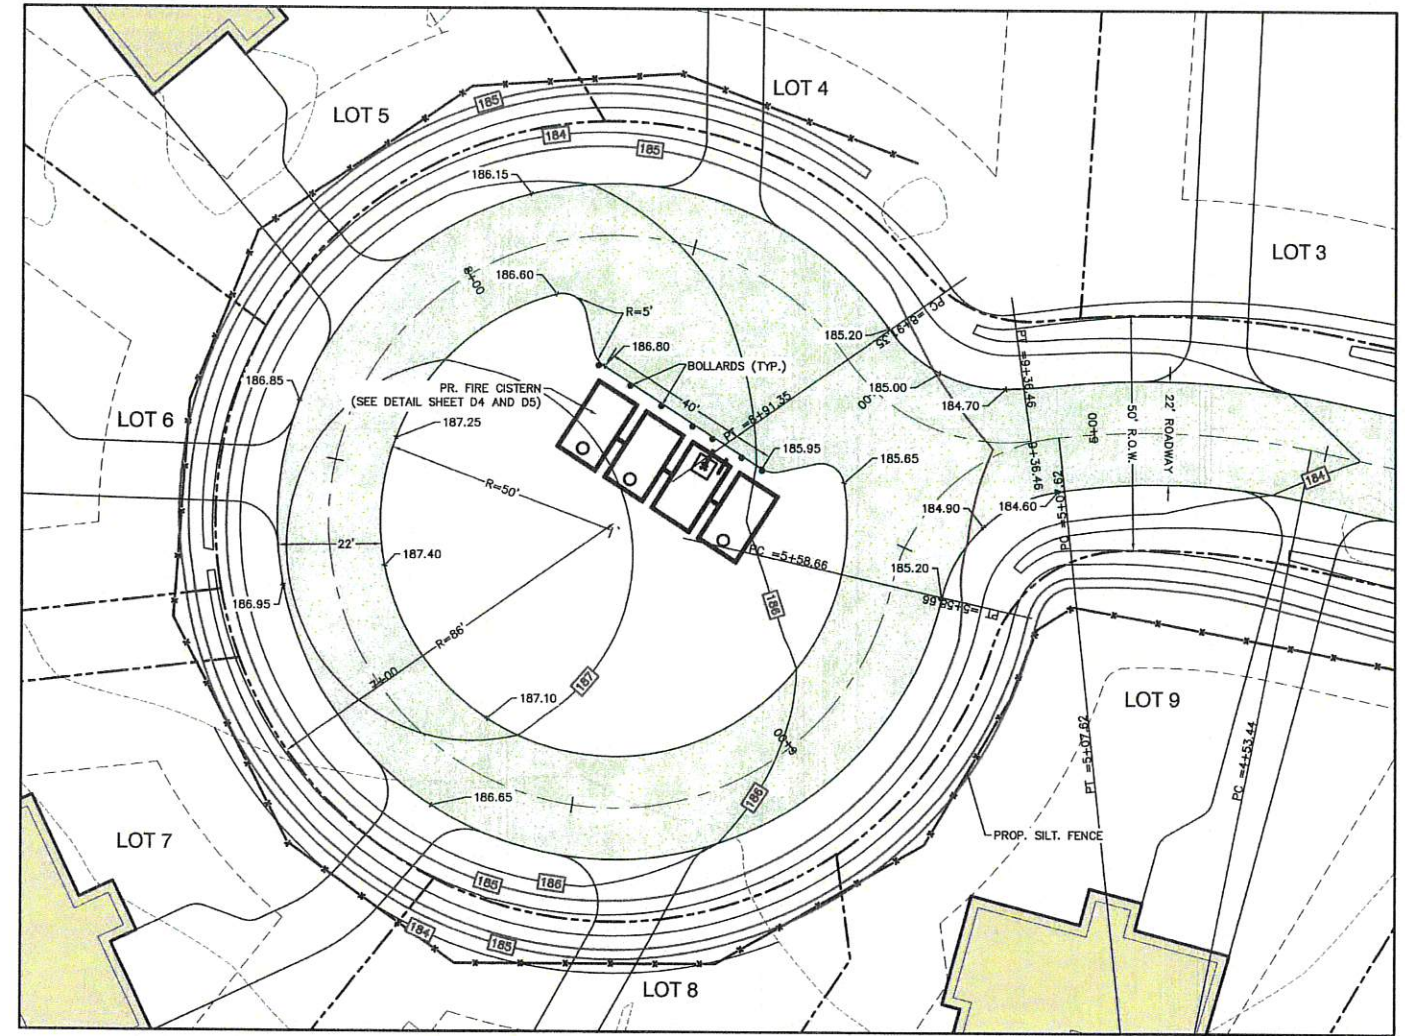 LOT 4
LOT 5
185
184
185
186.15
LOT 3
8+00
186.60
R=5'
PC =8+91.35
185.20
186.80
BOLLARDS (TYP.)
PT =9+36.46
PR. FIRE CISTERN
(SEE DETAIL SHEET D4 AND D5)
185.00
186.85
40'
PT =8+91.35
184.70
22' ROADWAY
50' R.O.W.
9+00
LOT 6
187.25
185.95
185.65
9+36.46
184
R=50'
184.90
184.60
PC =5+07.62
22'
187.40
PC =5+58.66
185.20
PT =5+58.66
186.95
186
R=86'
7+00
187
187.10
LOT 9
6+00
PT =5+07.62
PC =4+53.44
186.65
186
PROP. SILT. FENCE
LOT 7
185
186
184
185
LOT 8